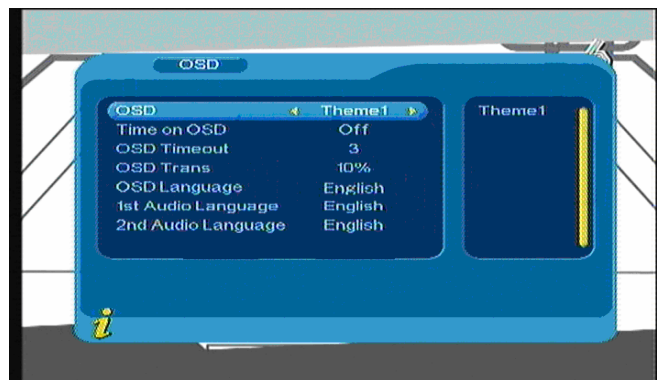 OSD
OSD Theme1
Time on OSD Off
OSD Timeout 3
OSD Trans 10%
OSD Language English
1st Audio Language English
2nd Audio Language English
Theme1
i